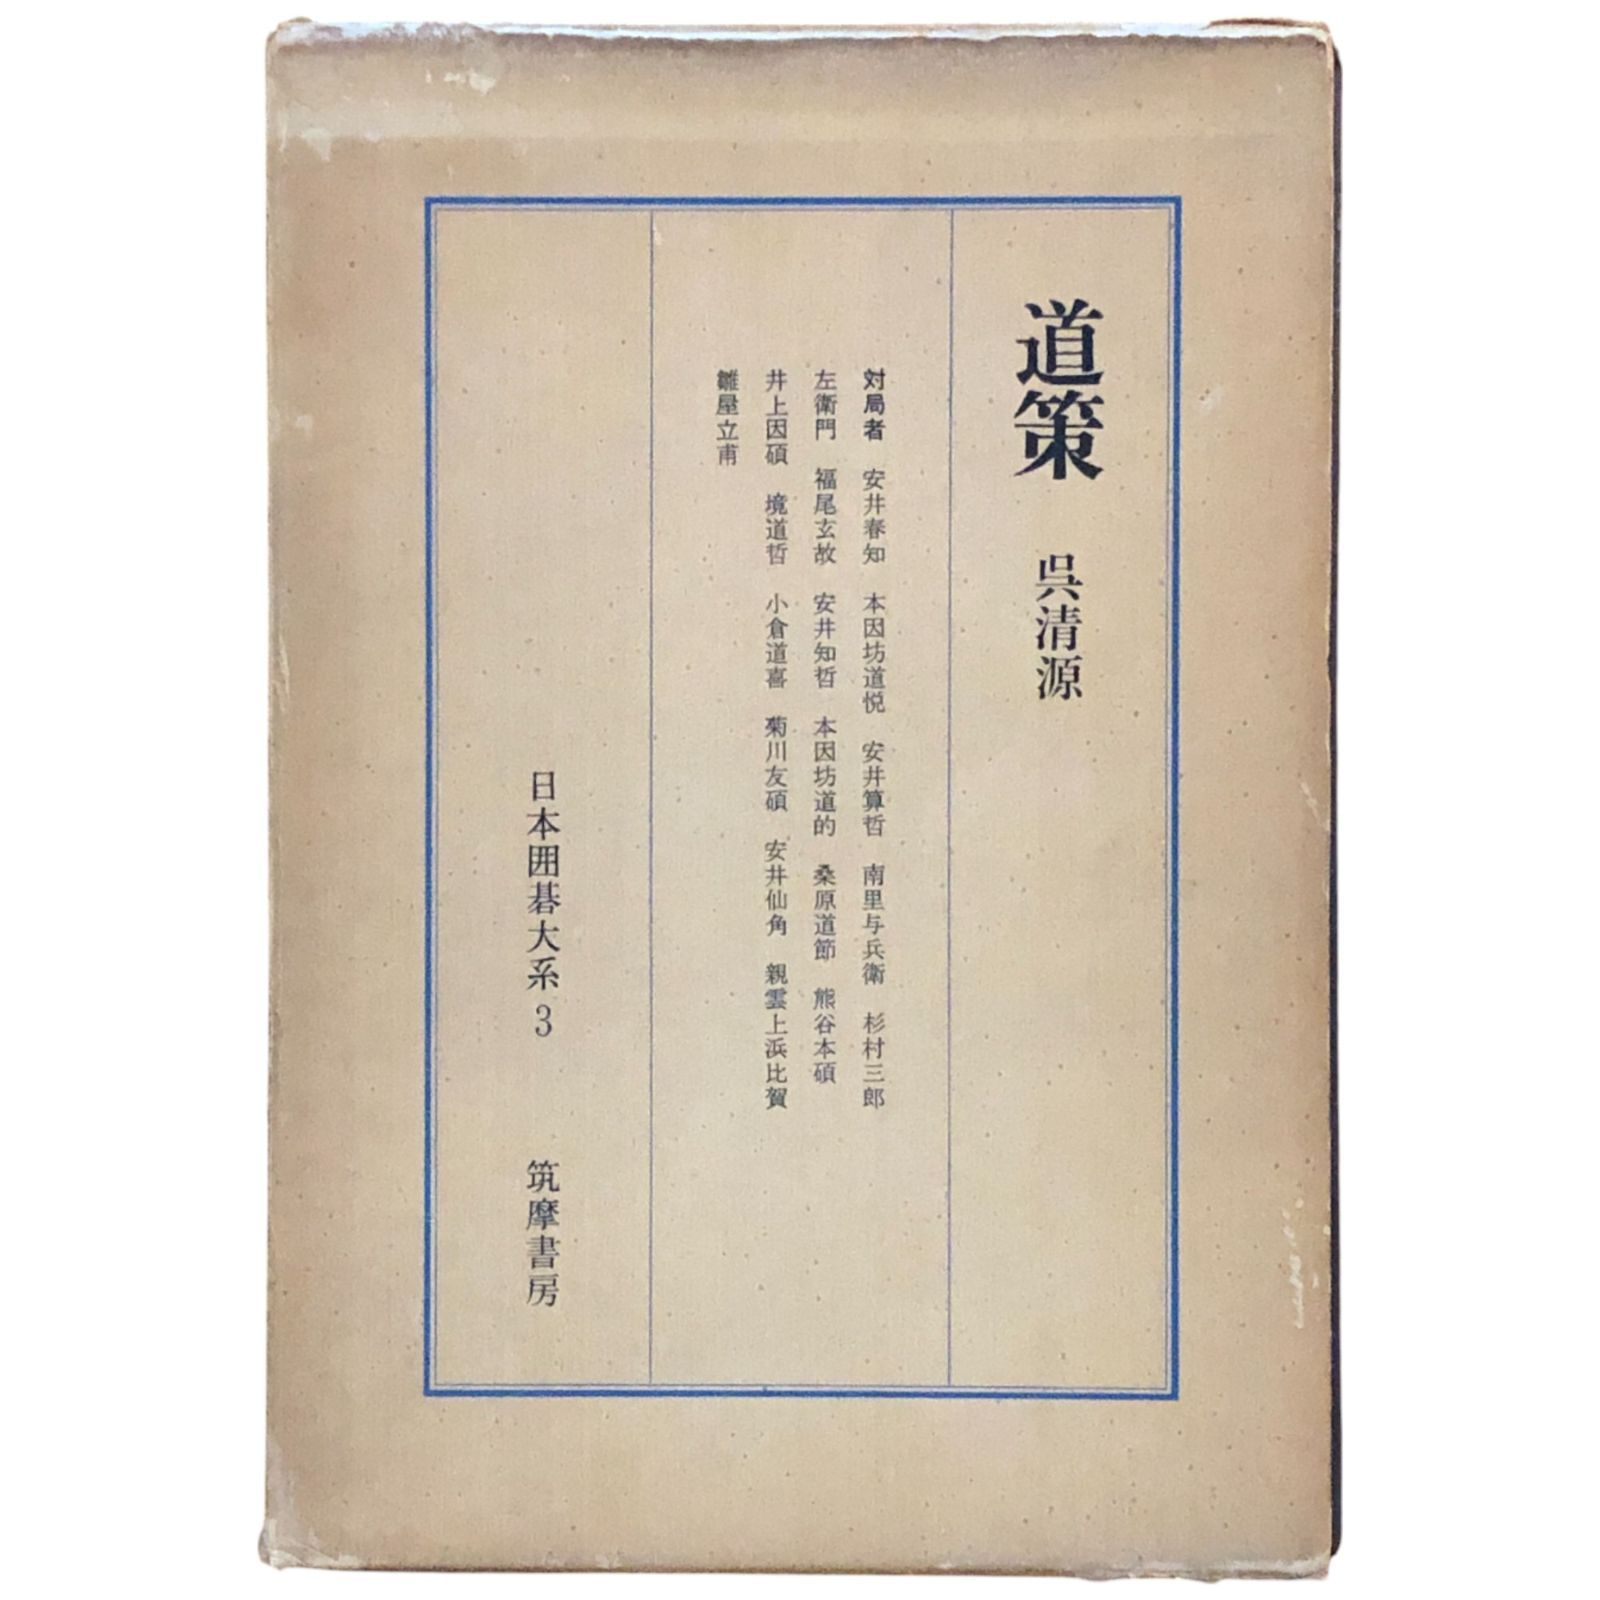 道策 呉清源
対局者 安井春知 本因坊道悦 安井算哲 南里与兵衛 杉村三郎
左衛門 福尾玄故 安井知哲 本因坊道的 桑原道節 熊谷本碩
井上因碩 境道哲 小倉道喜 菊川友碩 安井仙角 親雲上浜比賀
雛屋立甫
日本囲碁大系3 筑摩書房